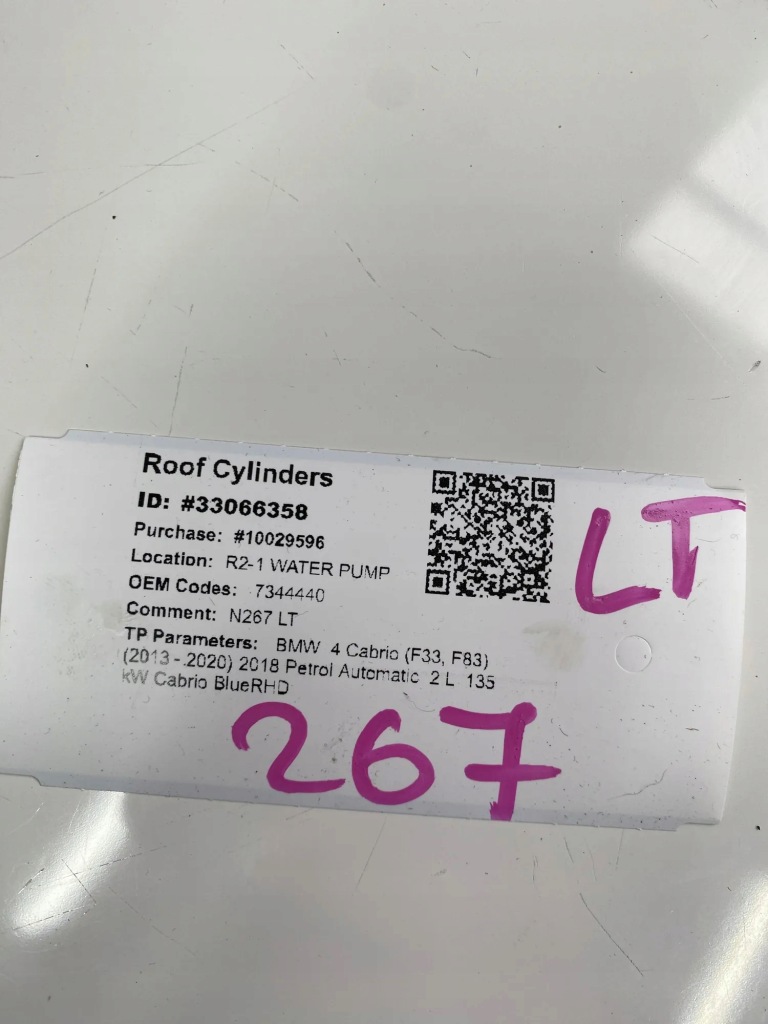 Roof Cylinders
ID: #33066358
Purchase: #10029596
Location: R2-1 WATER PUMP
OEM Codes: 7344440
Comment: N267 LT
TP Parameters: BMW 4 Cabrio (F33, F83)
(2013 - 2020) 2018 Petrol Automatic 2 L 135
kW Cabrio BlueRHD
LT
267